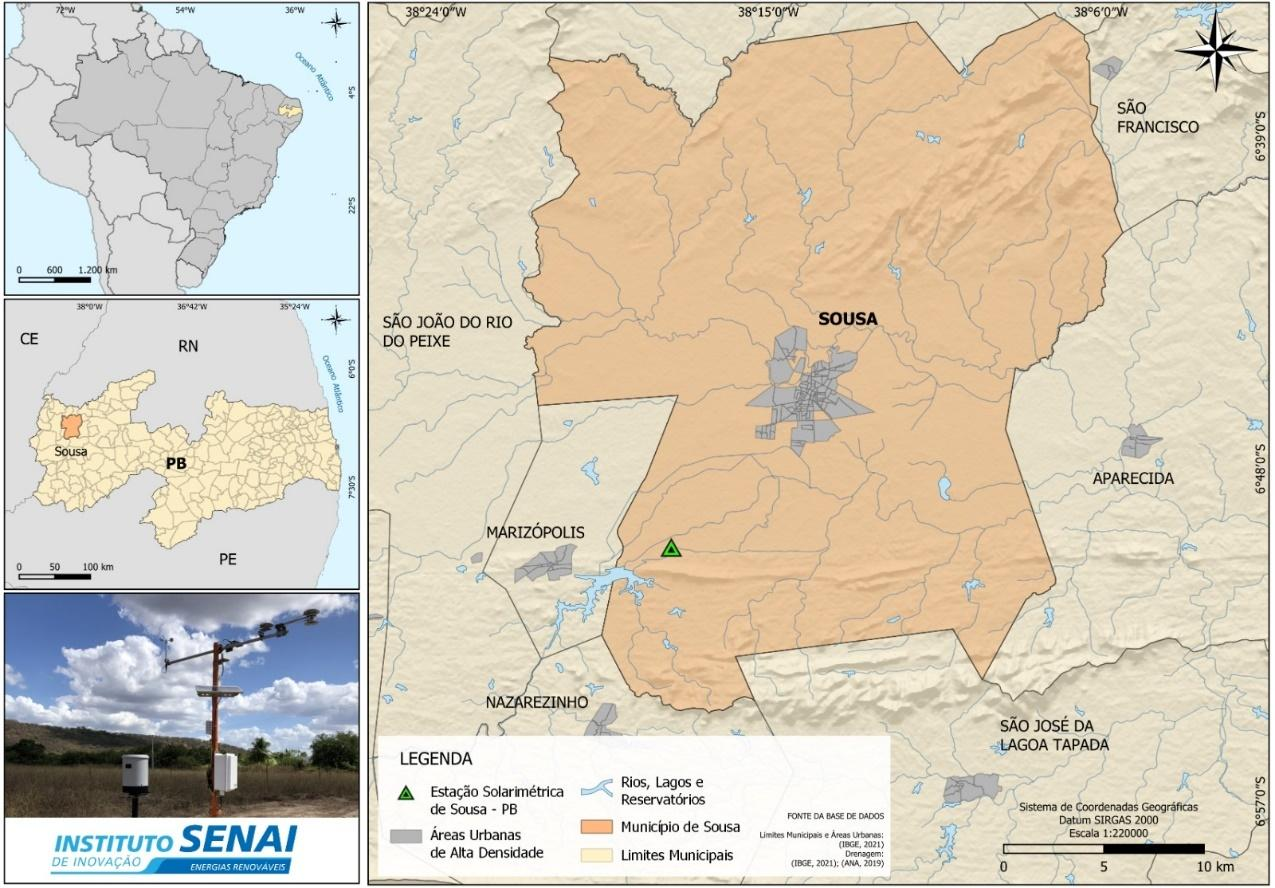 72°W
54°W
36°W
Oceano Atlântico
4°S
22°S
0 600 1.200 km
38°0'W
36°42'W
35°24'W
CE
RN
Oceano Atlântico
6°0'S
Sousa
PB
7°30'S
PE
0 50 100 km
INSTITUTO SENAI
DE INOVAÇÃO
ENERGIAS RENOVÁVEIS
38°24'0"W
38°15'0"W
38°6'0"W
SÃO
FRANCISCO
6°39'0"S
SÃO JOÃO DO RIO
DO PEIXE
SOUSA
6°48'0"S
APARECIDA
MARIZÓPOLIS
NAZAREZINHO
SÃO JOSÉ DA
LAGOA TAPADA
6°57'0"S
LEGENDA
Estação Solarimétrica
de Sousa - PB
Áreas Urbanas
de Alta Densidade
Rios, Lagos e
Reservatórios
Município de Sousa
Limites Municipais
FONTE DA BASE DE DADOS
Limites Municipais e Áreas Urbanas:
(IBGE, 2021)
Drenagem:
(IBGE, 2021); (ANA, 2019)
Sistema de Coordenadas Geográficas
Datum SIRGAS 2000
Escala 1:220000
0 5 10 km